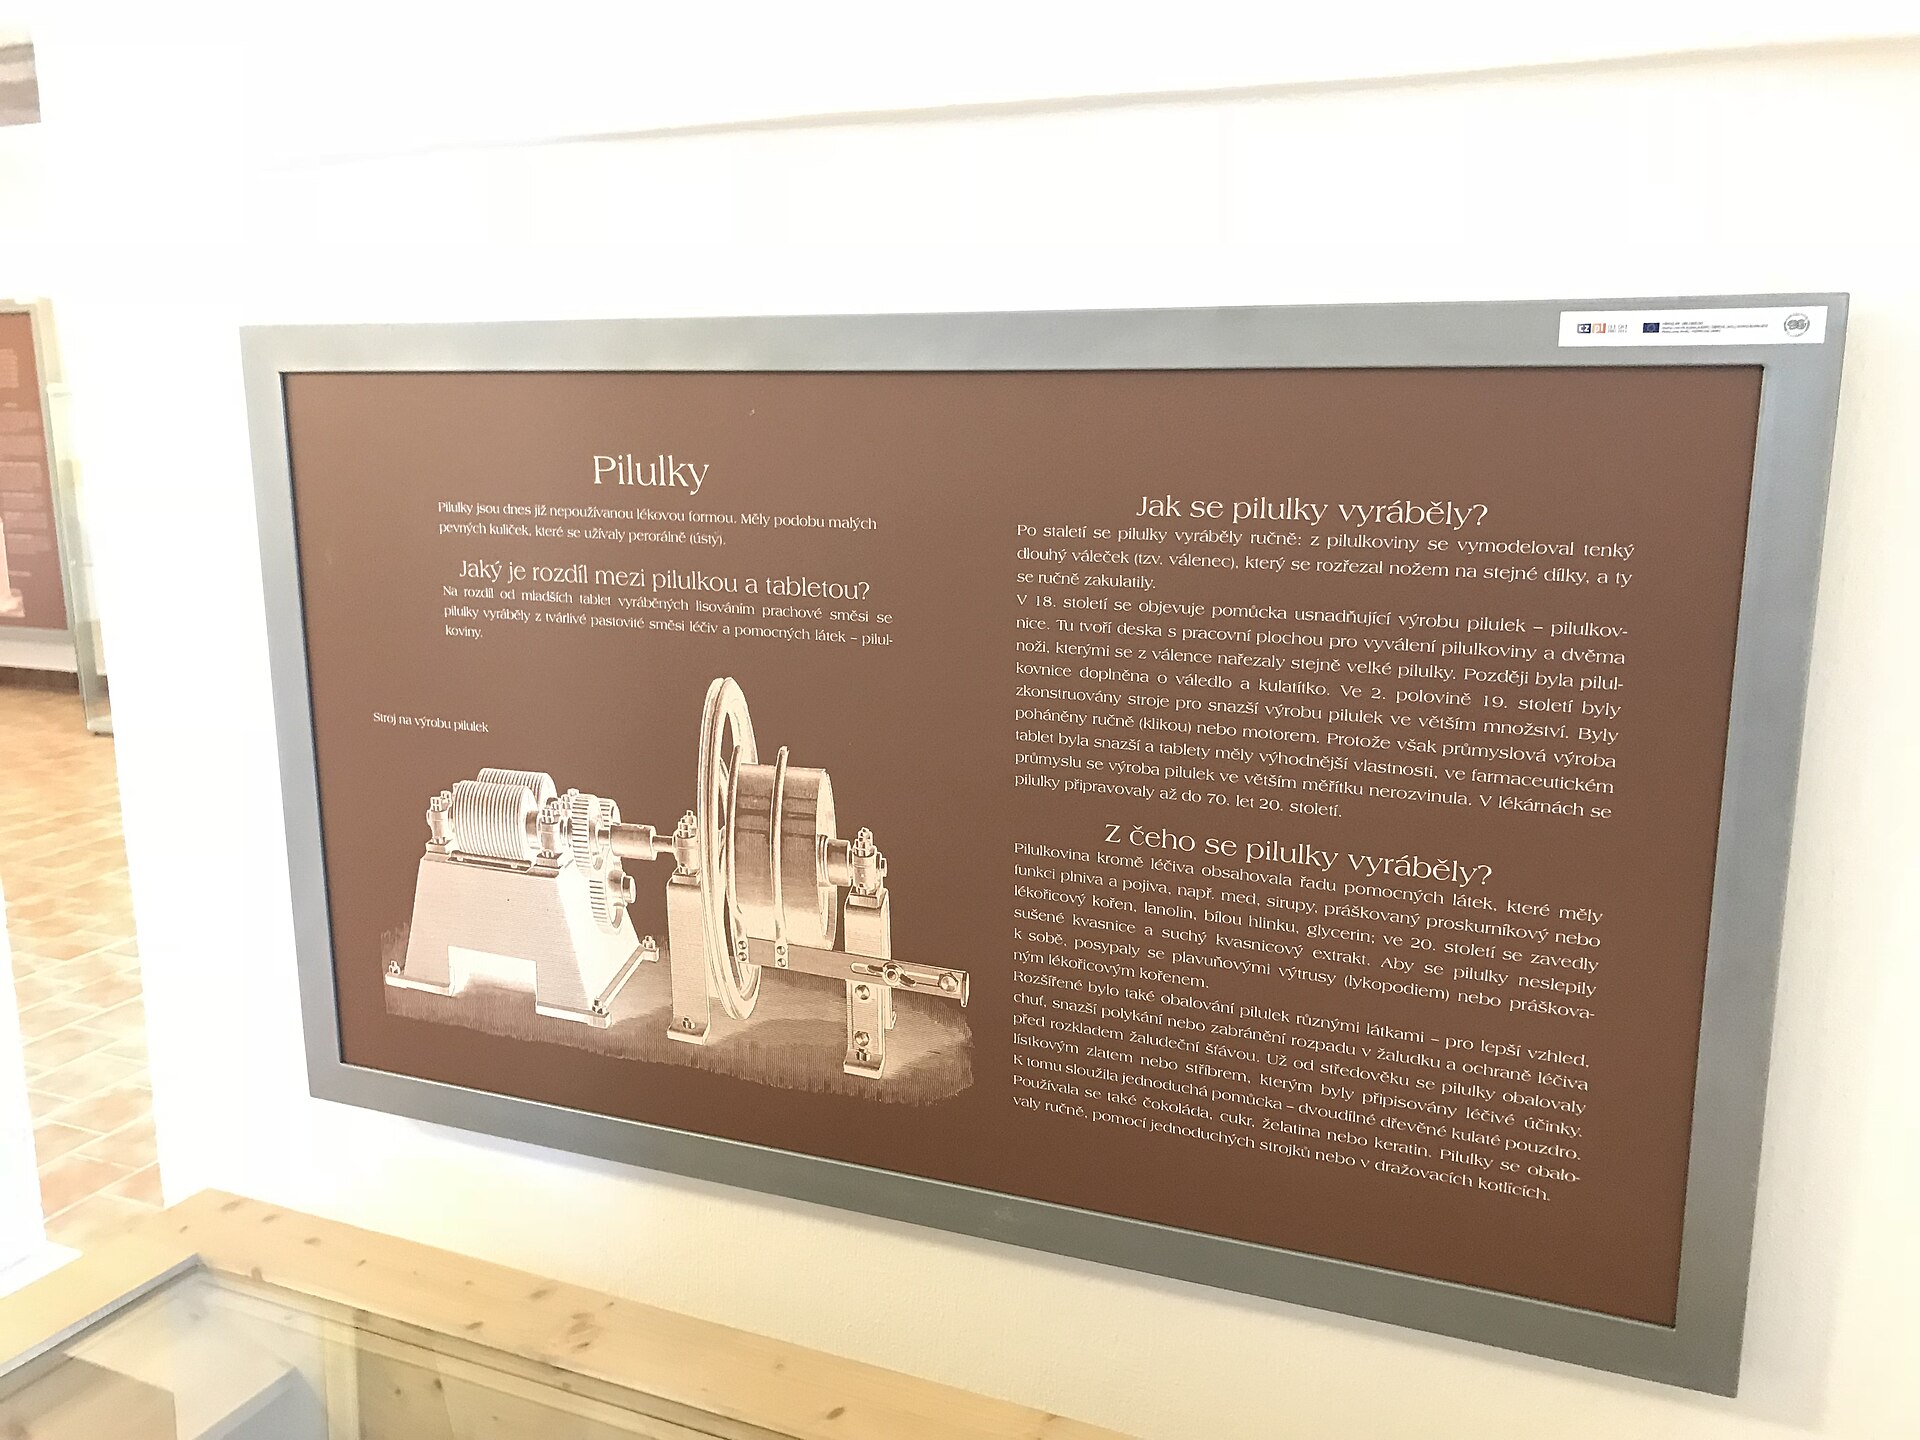 Pilulky
Pilulky jsou dnes již nepoužívanou lékovou formou. Měly podobu malých
pevných kuliček, které se užívaly perorálně (ústy).
Jaký je rozdíl mezi pilulkou a tabletou?
Na rozdíl od mladších tablet vyráběných lisováním prachové směsi se
pilulky vyráběly z tvárlivé pastovité směsi léčiv a pomocných látek – pilul-
koviny.
Stroj na výrobu pilulek
Jak se pilulky vyráběly?
Po staletí se pilulky vyráběly ručně: z pilulkoviny se vymodeloval tenký
dlouhý váleček (tzv. válenec), který se rozřezal nožem na stejné dílky, a ty
se ručně zakulatily.
V 18. století se objevuje pomůcka usnadňující výrobu pilulek – pilulkov-
nice. Tu tvoří deska s pracovní plochou pro vyválení pilulkoviny a dvěma
noži, kterými se z válence nařezaly stejně velké pilulky. Později byla pilul-
kovnice doplněna o váledlo a kulatítko. Ve 2. polovině 19. století byly
zkonstruovány stroje pro snazší výrobu pilulek ve větším množství. Byly
poháněny ručně (klikou) nebo motorem. Protože však průmyslová výroba
tablet byla snazší a tablety měly výhodnější vlastnosti, ve farmaceutickém
průmyslu se výroba pilulek ve větším měřítku nerozvinula. V lékárnách se
pilulky připravovaly až do 70. let 20. století.
Z čeho se pilulky vyráběly?
Pilulkovina kromě léčiva obsahovala řadu pomocných látek, které měly
funkci plniva a pojiva, např. med, sirupy, práškovaný proskurníkový nebo
lékořicový kořen, lanolin, bílou hlinku, glycerin; ve 20. století se zavedly
sušené kvasnice a suchý kvasnicový extrakt. Aby se pilulky neslepily
k sobě, posypaly se plavuňovými výtrusy (lykopodiem) nebo práškova-
ným lékořicovým kořenem.
Rozšířené bylo také obalování pilulek různými látkami – pro lepší vzhled,
chuť, snazší polykání nebo zabránění rozpadu v žaludku a ochraně léčiva
před rozkladem žaludeční šťávou. Už od středověku se pilulky obalovaly
lístkovým zlatem nebo stříbrem, kterým byly připisovány léčivé účinky.
K tomu sloužila jednoduchá pomůcka – dvoudílné dřevěné kulaté pouzdro.
Používala se také čokoláda, cukr, želatina nebo keratin. Pilulky se obalo-
valy ručně, pomocí jednoduchých strojků nebo v dražovacích kotlících.